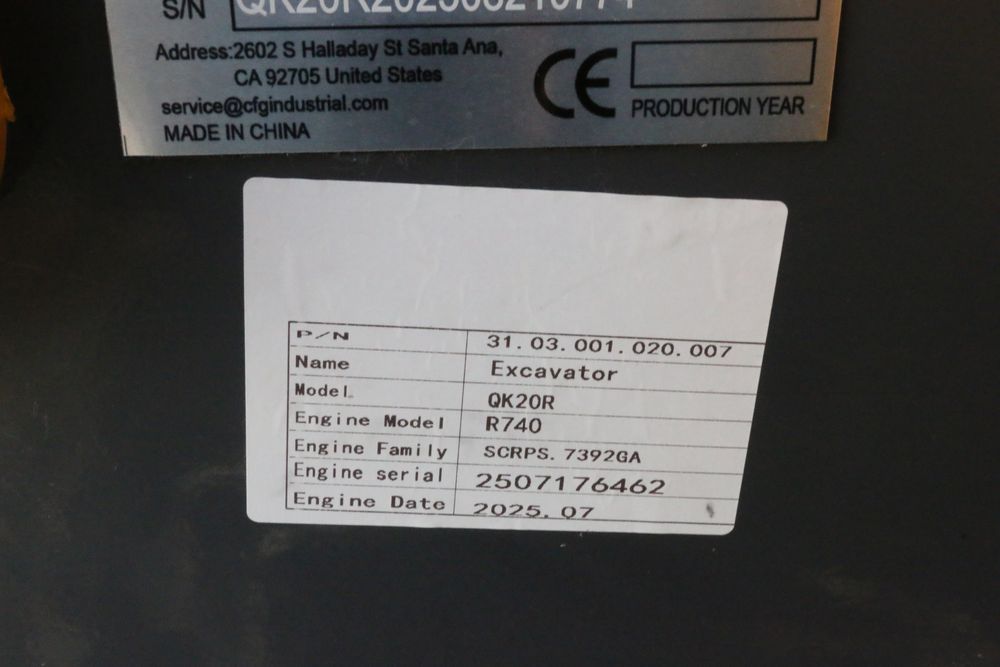 S/N QK20R202508210774
Address:2602 S Halladay St Santa Ana,
CA 92705 United States
service@cfgindustrial.com
MADE IN CHINA
CE
PRODUCTION YEAR
P/N 31.03.001.020.007
Name Excavator
Model QK20R
Engine Model R740
Engine Family SCRPS.7392GA
Engine serial 2507176462
Engine Date 2025.07